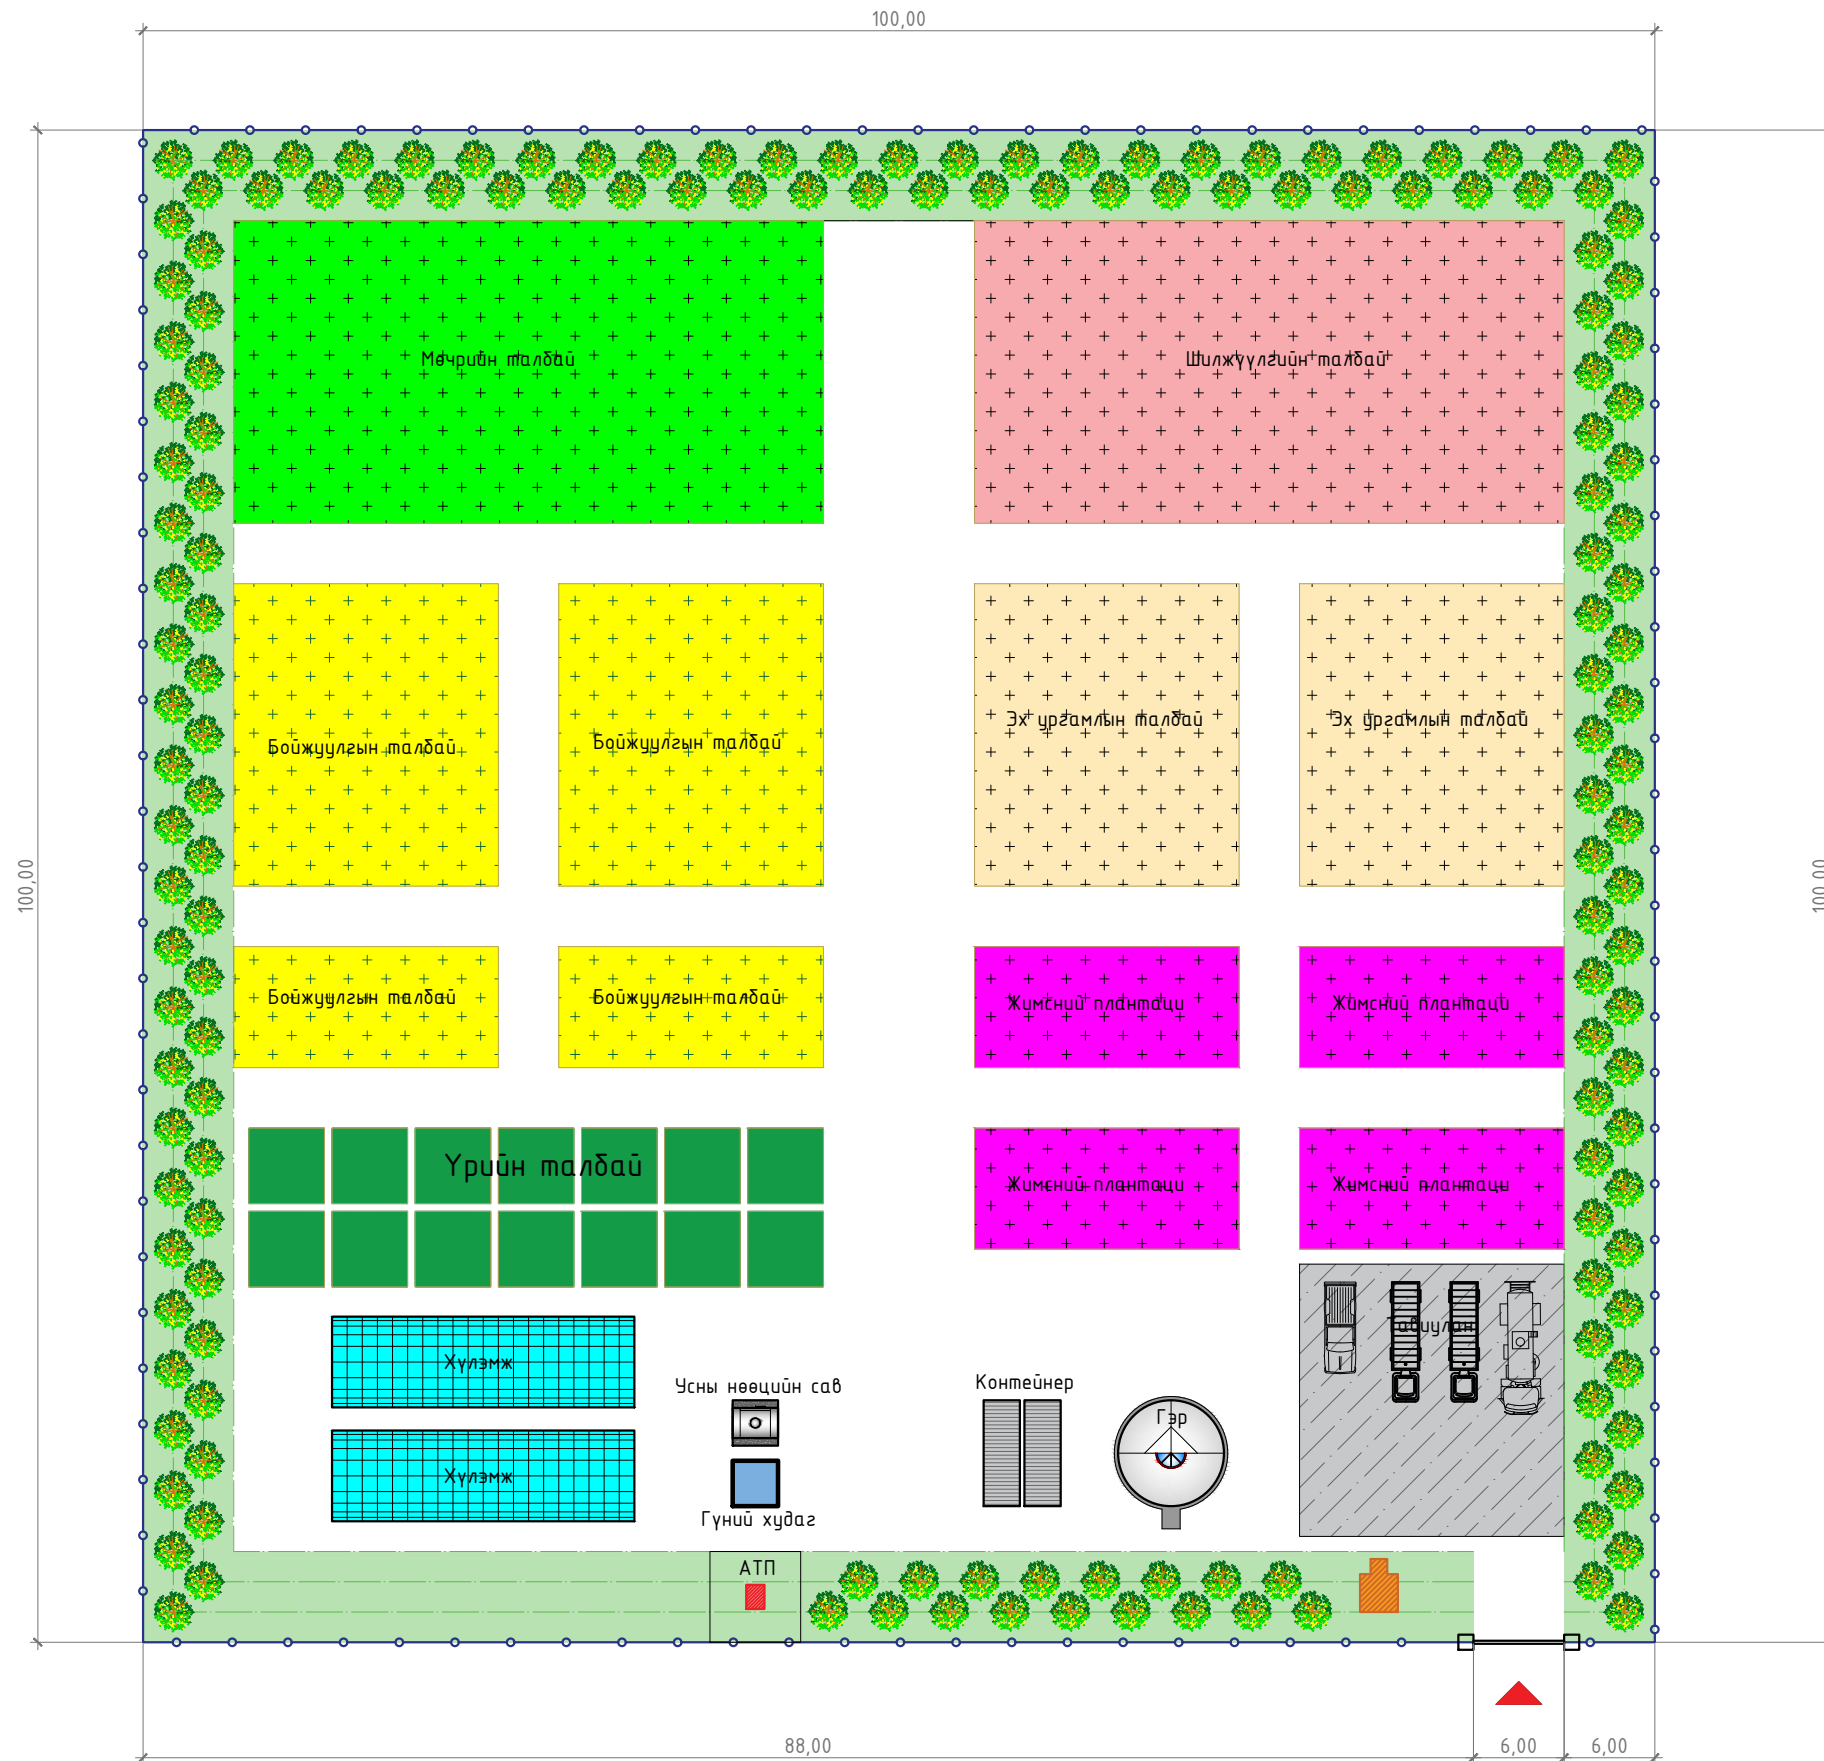 100,00
Мөчрийн талбай
Шилжүүлгийн талбай
Бойжуулгын талбай
Бойжуулгын талбай
Эх ургамлын талбай
Эх ургамлын талбай
100,00
100,00
Бойжуулгын талбай
Бойжуулгын талбай
Жимсний плантаци
Жимсний плантаци
Үрийн талбай
Жимсний плантаци
Жимсний плантаци
Тавиулан
Хүлэмж
Усны нөөцийн сав
Контейнер
Гэр
Хүлэмж
Гүний худаг
АТП
88,00
6,00
6,00